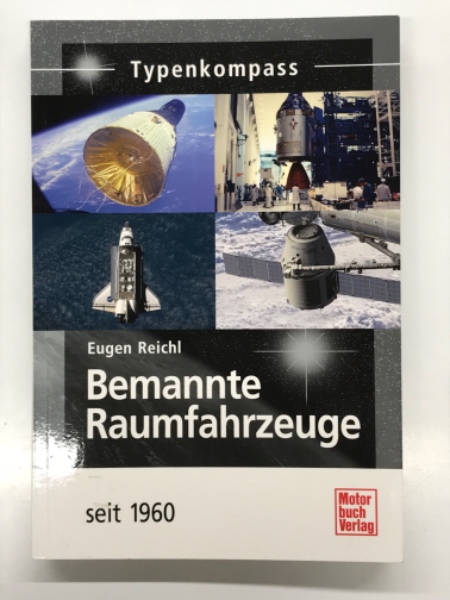 Typenkompass
Eugen Reichl
Bemannte
Raumfahrzeuge
seit 1960
Motor
buch
Verlag